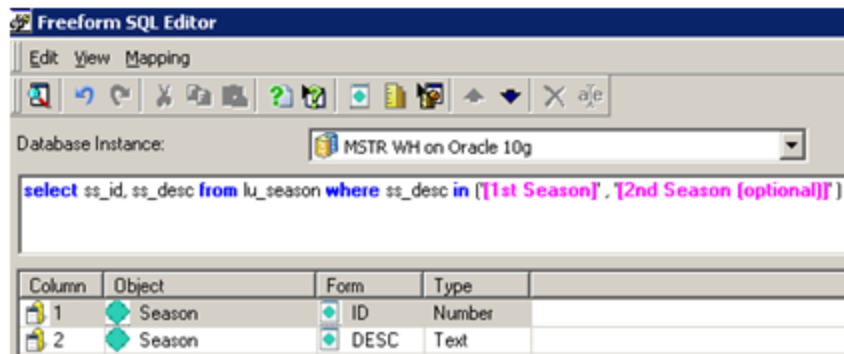 Freeform SQL Editor
Edit View Mapping
Database Instance: MSTR WH on Oracle 10g
select ss_id, ss_desc from lu_season where ss_desc in ('[1st Season]' , '[2nd Season (optional)]' )
Column Object Form Type
1 Season ID Number
2 Season DESC Text